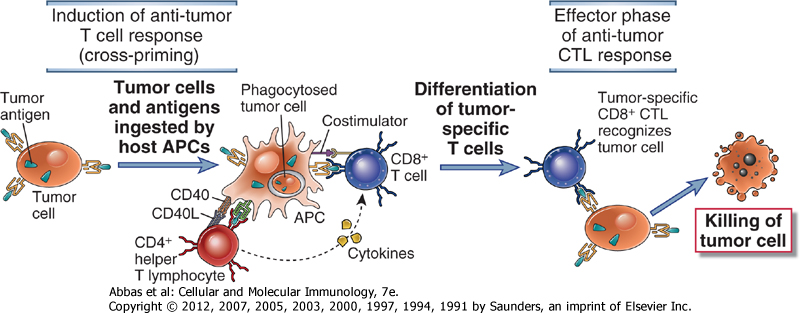 Induction of anti-tumor
T cell response
(cross-priming)
Effector phase
of anti-tumor
CTL response
Tumor
antigen
Tumor
cell
Tumor cells
and antigens
ingested by
host APCs
Phagocytosed
tumor cell
Costimulator
CD8+
T cell
CD40
CD40L
APC
CD4+
helper
T lymphocyte
Cytokines
Differentiation
of tumor-
specific
T cells
Tumor-specific
CD8+ CTL
recognizes
tumor cell
Killing of
tumor cell
Abbas et al: Cellular and Molecular Immunology, 7e.
Copyright © 2012, 2007, 2005, 2003, 2000, 1997, 1994, 1991 by Saunders, an imprint of Elsevier Inc.